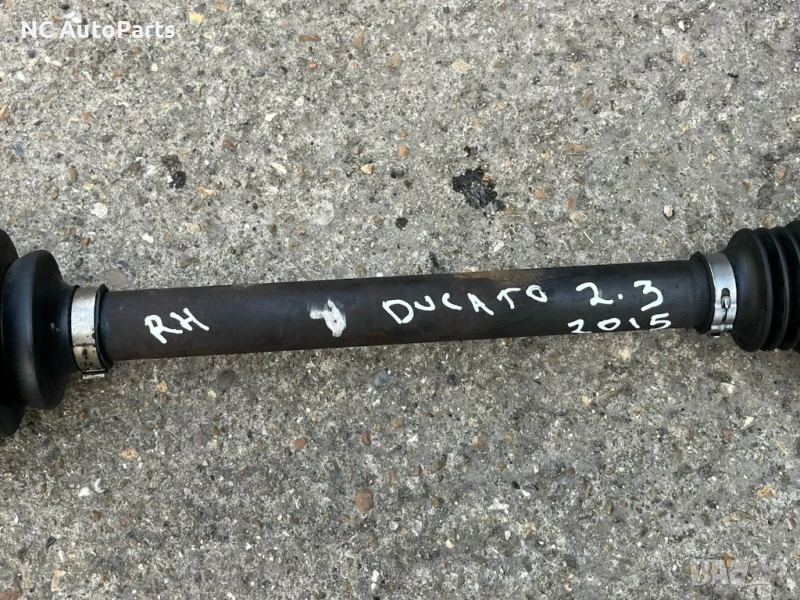 NC AutoParts
RH
DUCATO 2.3
2015